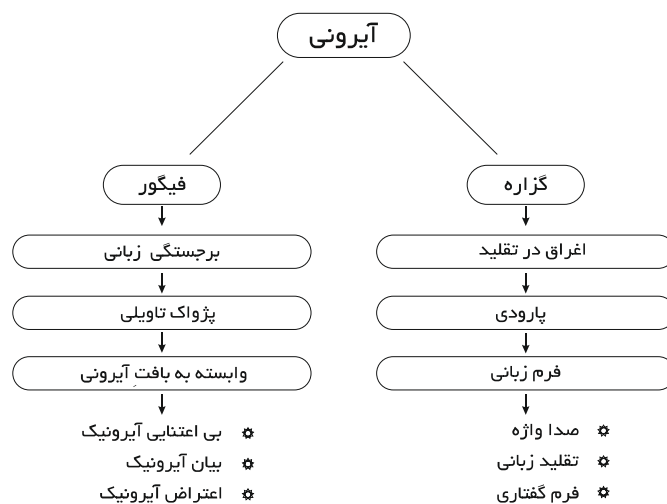 آیرونی
گزاره
اغراق در تقلید
پارودی
فرم زبانی
صدا واژه
تقلید زبانی
فرم گفتاری
فیگور
برجستگی زبانی
پژواک تاویلی
وابسته به بافتِ آیرونی
بی اعتنایی آیرونیک
بیان آیرونیک
اعتراض آیرونیک